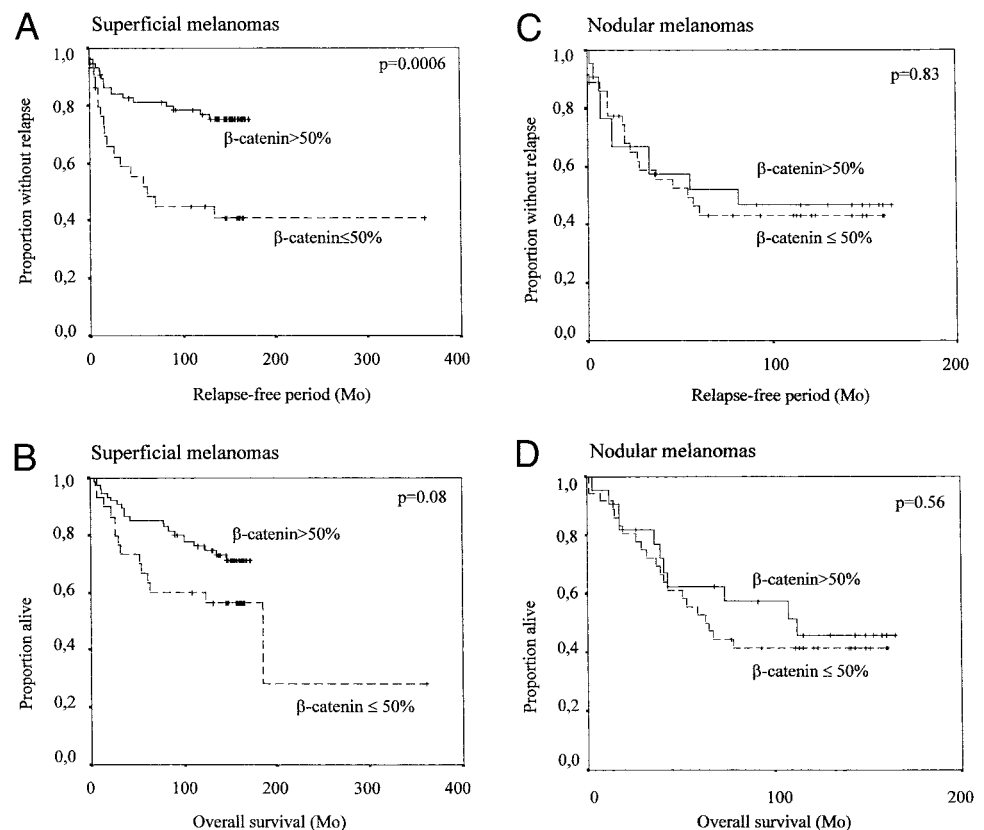 A
Superficial melanomas
p=0.0006
Proportion without relapse
1,0
0,8
0,6
0,4
0,2
0,0
β-catenin>50%
β-catenin≤50%
0
100
200
300
400
Relapse-free period (Mo)
C
Nodular melanomas
p=0.83
Proportion without relapse
1,0
0,8
0,6
0,4
0,2
0,0
β-catenin>50%
β-catenin ≤ 50%
0
100
200
Relapse-free period (Mo)
B
Superficial melanomas
p=0.08
Proportion alive
1,0
0,8
0,6
0,4
0,2
0,0
β-catenin>50%
β-catenin ≤ 50%
0
100
200
300
400
Overall survival (Mo)
D
Nodular melanomas
p=0.56
Proportion alive
1,0
0,8
0,6
0,4
0,2
0,0
β-catenin>50%
β-catenin ≤ 50%
0
100
200
Overall survival (Mo)